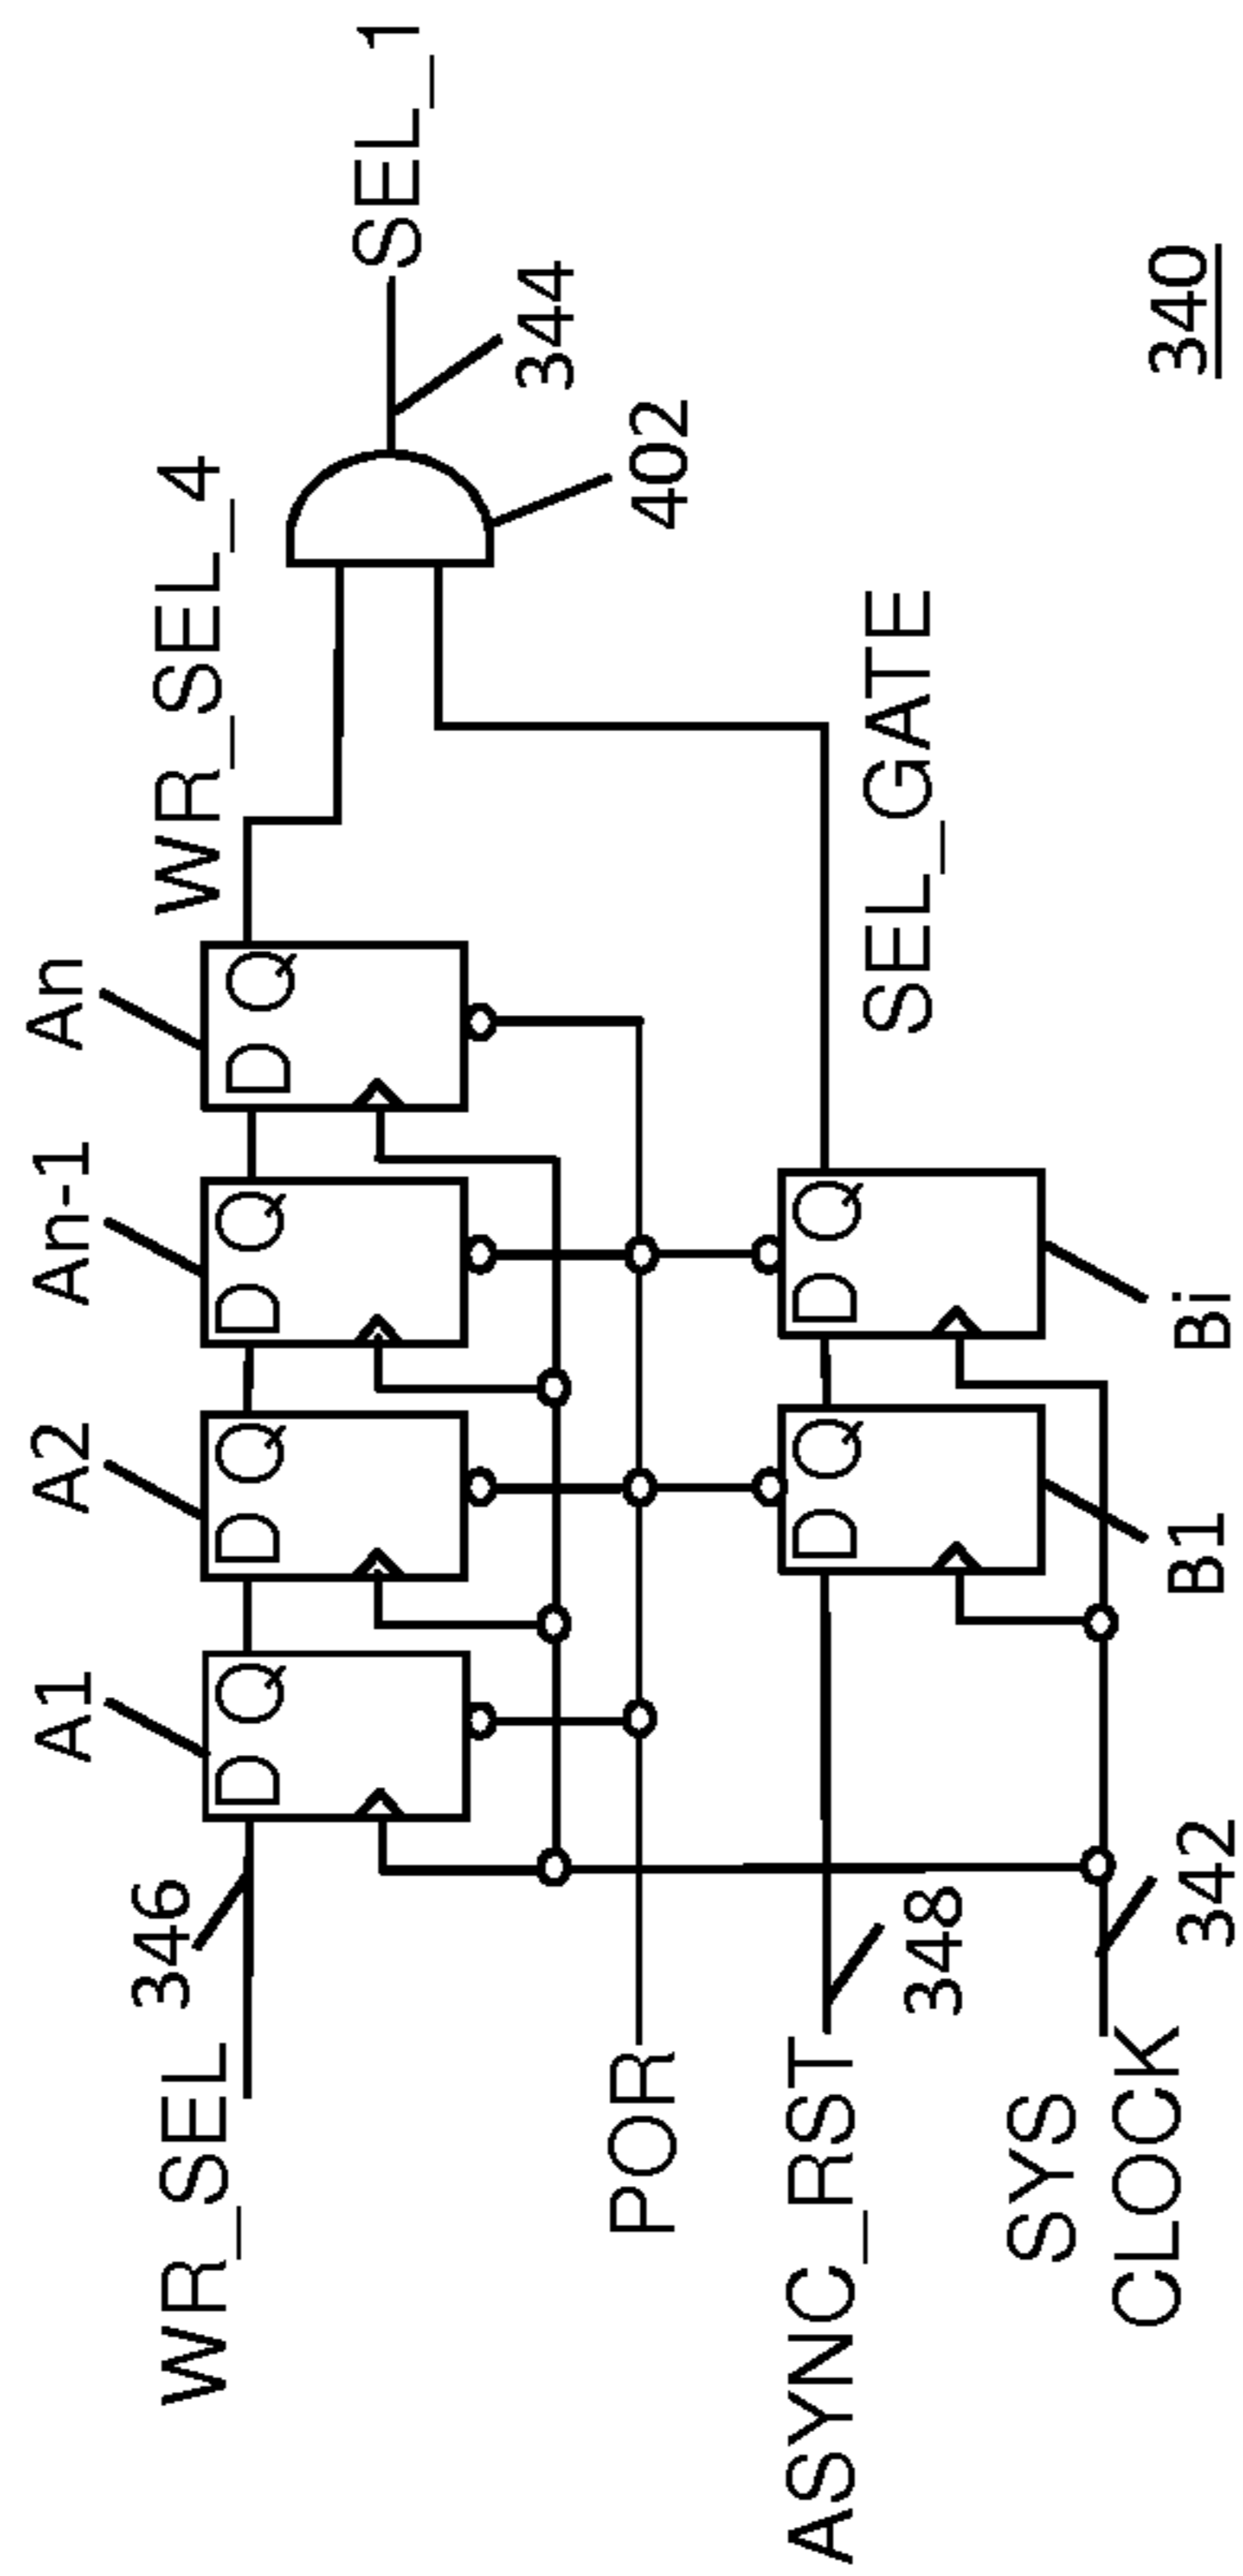 A1
A2
An-1
An
WR_SEL
346
D Q
D Q
D Q
D Q
WR_SEL_4
SEL_1
344
402
POR
ASYNC_RST
348
D Q
D Q
SEL_GATE
SYS
CLOCK
342
B1
Bi
340